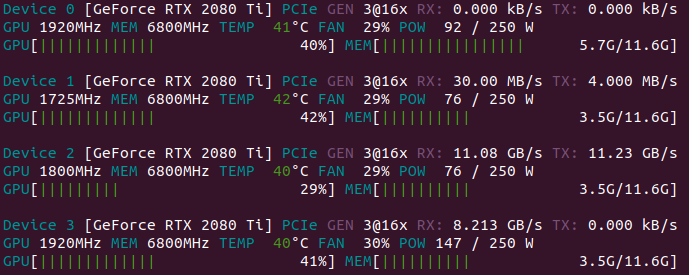 Device 0 [GeForce RTX 2080 Ti] PCIe GEN 3@16x RX: 0.000 kB/s TX: 0.000 kB/s
GPU 1920MHz MEM 6800MHz TEMP 41°C FAN 29% POW 92 / 250 W
GPU[||||||||||||| 40%] MEM[|||||||||||||||| 5.7G/11.6G]
Device 1 [GeForce RTX 2080 Ti] PCIe GEN 3@16x RX: 30.00 MB/s TX: 4.000 MB/s
GPU 1725MHz MEM 6800MHz TEMP 42°C FAN 29% POW 76 / 250 W
GPU[||||||||||||| 42%] MEM[|||||||||| 3.5G/11.6G]
Device 2 [GeForce RTX 2080 Ti] PCIe GEN 3@16x RX: 11.08 GB/s TX: 11.23 GB/s
GPU 1800MHz MEM 6800MHz TEMP 40°C FAN 29% POW 76 / 250 W
GPU[||||||||| 29%] MEM[|||||||||| 3.5G/11.6G]
Device 3 [GeForce RTX 2080 Ti] PCIe GEN 3@16x RX: 8.213 GB/s TX: 0.000 kB/s
GPU 1920MHz MEM 6800MHz TEMP 40°C FAN 30% POW 147 / 250 W
GPU[||||||||||||| 41%] MEM[|||||||||| 3.5G/11.6G]